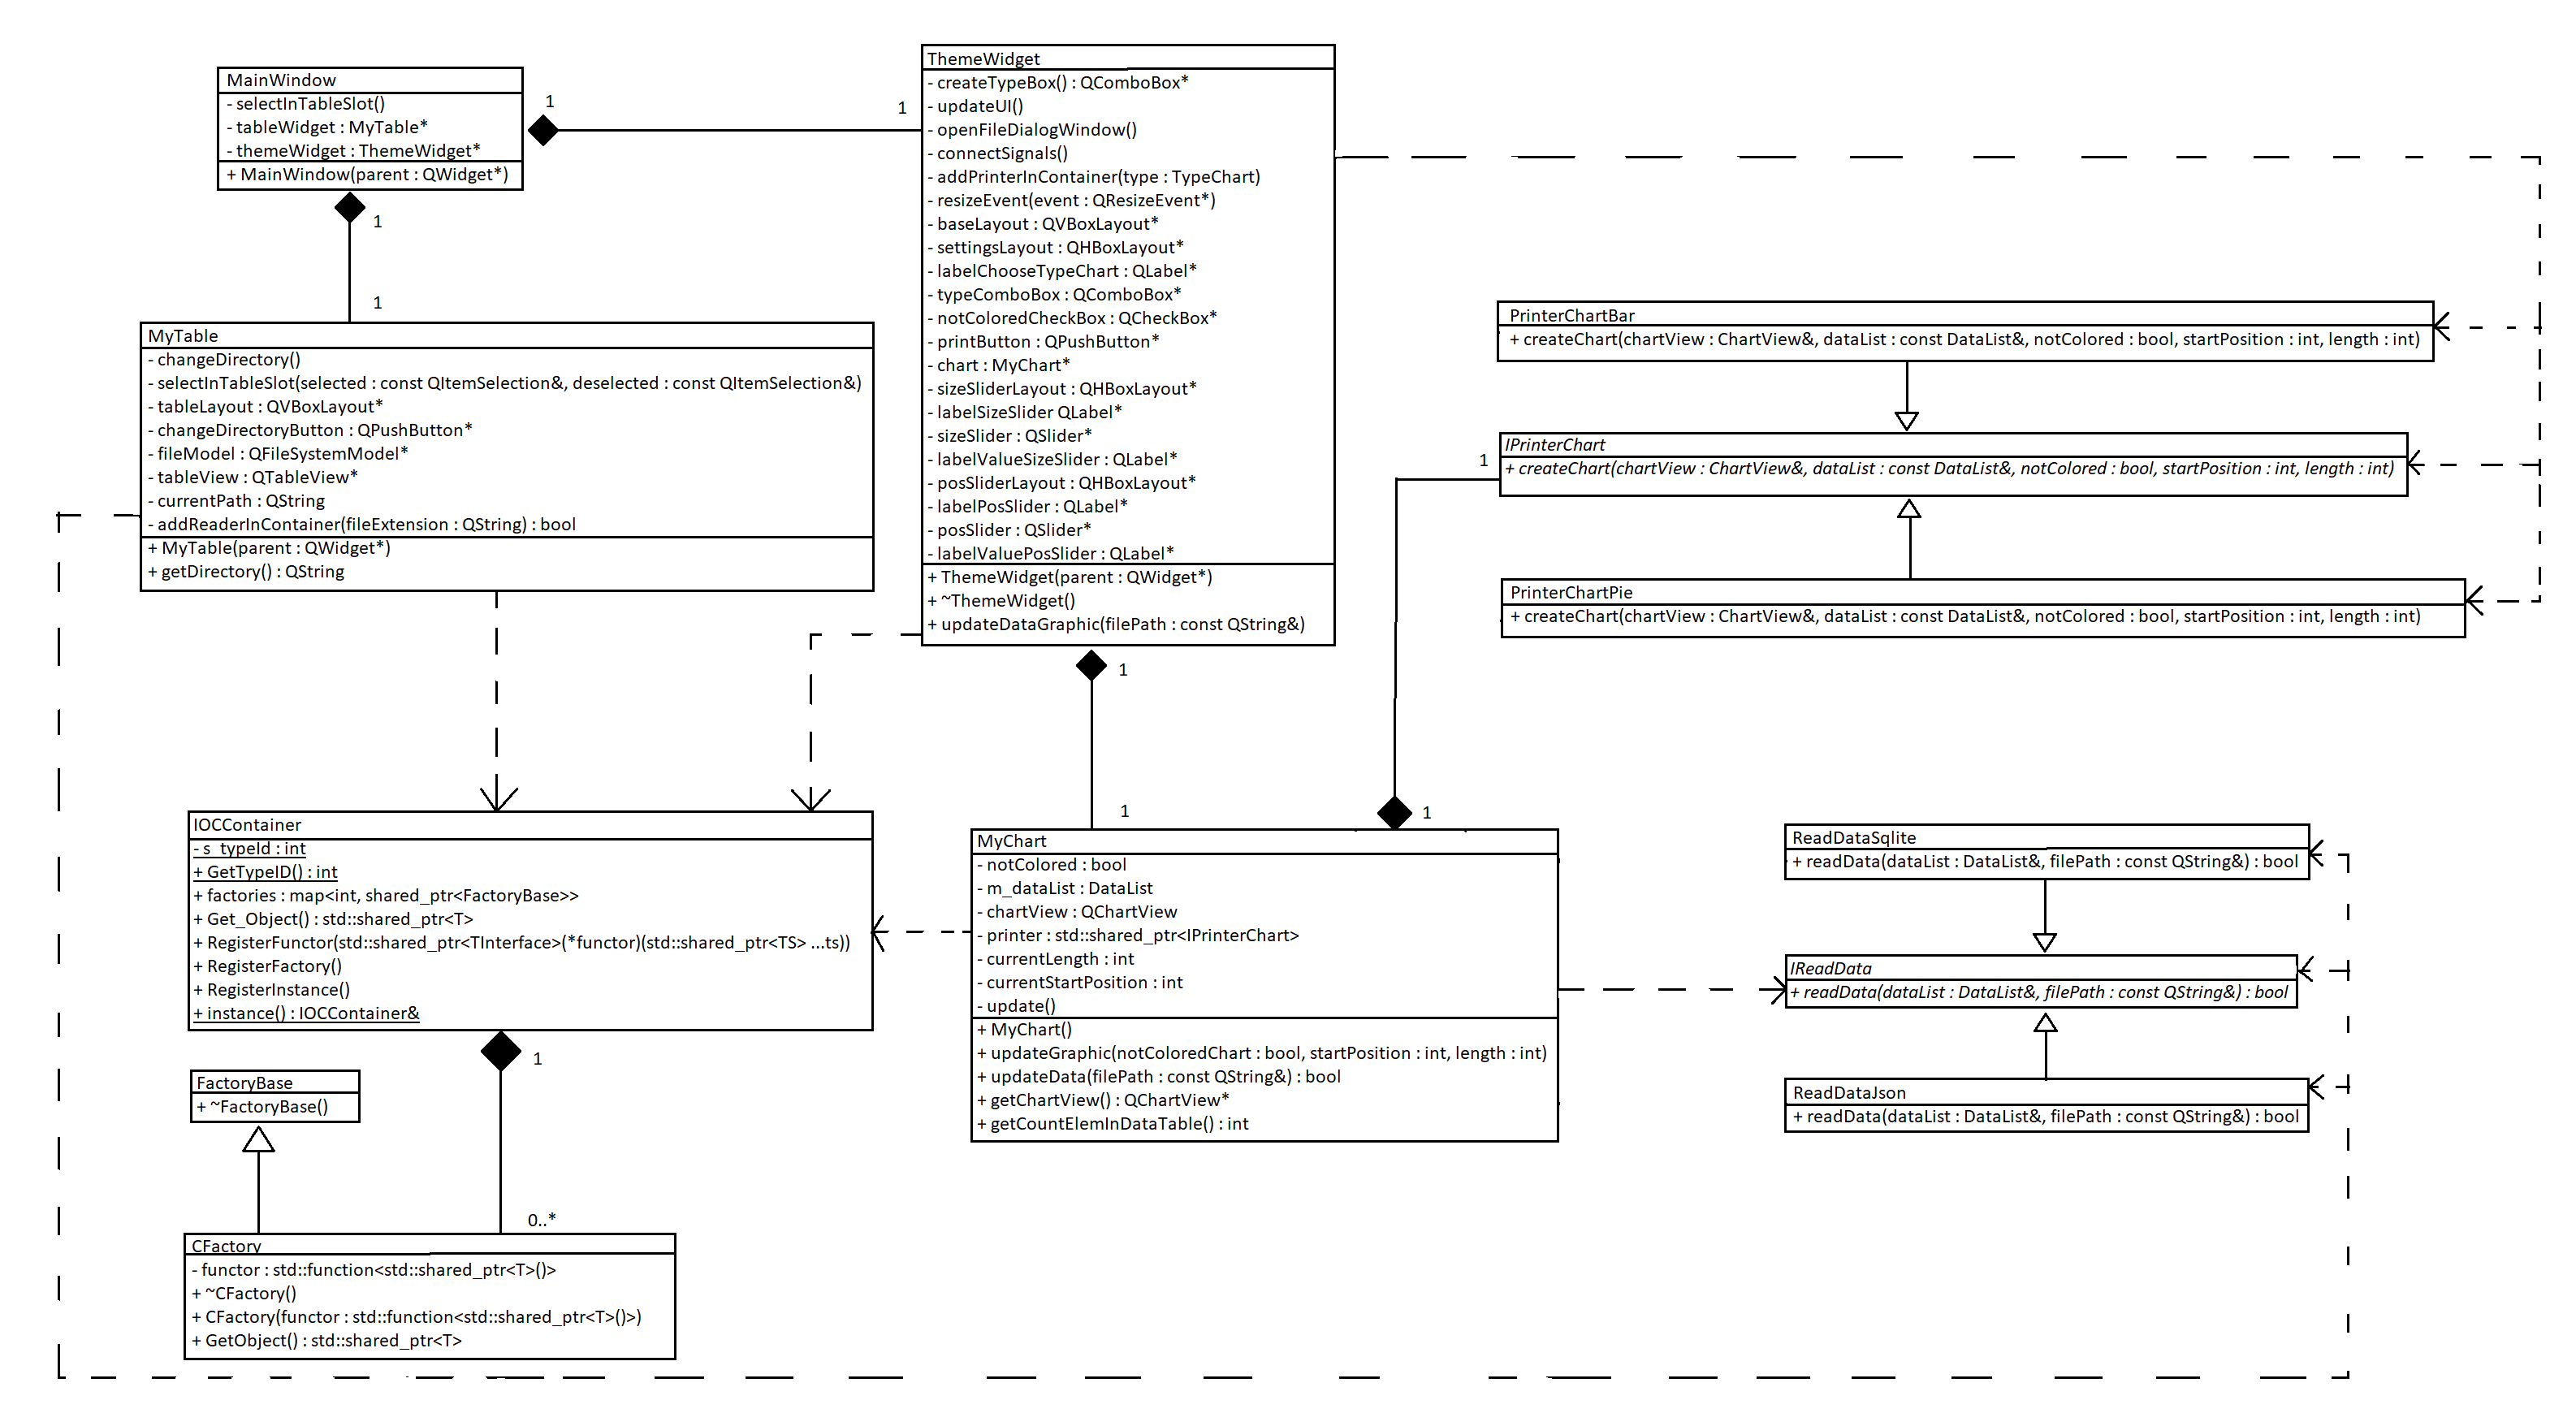 MainWindow
- selectInTableSlot()
- tableWidget : MyTable*
- themeWidget : ThemeWidget*
+ MainWindow(parent : QWidget*)
1
1
1
1
ThemeWidget
- createTypeBox() : QComboBox*
- updateUI()
- openFileDialogWindow()
- connectSignals()
- addPrinterInContainer(type : TypeChart)
- resizeEvent(event : QResizeEvent*)
- baseLayout : QVBoxLayout*
- settingsLayout : QHBoxLayout*
- labelChooseTypeChart : QLabel*
- typeComboBox : QComboBox*
- notColoredCheckBox : QCheckBox*
- printButton : QPushButton*
- chart : MyChart*
- sizeSliderLayout : QHBoxLayout*
- labelSizeSlider QLabel*
- sizeSlider : QSlider*
- labelValueSizeSlider : QLabel*
- posSliderLayout : QHBoxLayout*
- labelPosSlider : QLabel*
- posSlider : QSlider*
- labelValuePosSlider : QLabel*
+ ThemeWidget(parent : QWidget*)
+ ~ThemeWidget()
+ updateDataGraphic(filePath : const QString&)
MyTable
- changeDirectory()
- selectInTableSlot(selected : const QItemSelection&, deselected : const QItemSelection&)
- tableLayout : QVBoxLayout*
- changeDirectoryButton : QPushButton*
- fileModel : QFileSystemModel*
- tableView : QTableView*
- currentPath : QString
- addReaderInContainer(fileExtension : QString) : bool
+ MyTable(parent : QWidget*)
+ getDirectory() : QString
PrinterChartBar
+ createChart(chartView : ChartView&, dataList : const DataList&, notColored : bool, startPosition : int, length : int)
1
IPrinterChart
+ createChart(chartView : ChartView&, dataList : const DataList&, notColored : bool, startPosition : int, length : int)
PrinterChartPie
+ createChart(chartView : ChartView&, dataList : const DataList&, notColored : bool, startPosition : int, length : int)
1
1
1
IOCContainer
- s_typeId : int
+ GetTypeID() : int
+ factories : map<int, shared_ptr<FactoryBase>>
+ Get_Object() : std::shared_ptr<T>
+ RegisterFunctor(std::shared_ptr<TInterface>(*functor)(std::shared_ptr<TS> ...ts))
+ RegisterFactory()
+ RegisterInstance()
+ instance() : IOCContainer&
MyChart
- notColored : bool
- m_dataList : DataList
- chartView : QChartView
- printer : std::shared_ptr<IPrinterChart>
- currentLength : int
- currentStartPosition : int
- update()
+ MyChart()
+ updateGraphic(notColoredChart : bool, startPosition : int, length : int)
+ updateData(filePath : const QString&) : bool
+ getChartView() : QChartView*
+ getCountElemInDataTable() : int
ReadDataSqlite
+ readData(dataList : DataList&, filePath : const QString&) : bool
IReadData
+ readData(dataList : DataList&, filePath : const QString&) : bool
ReadDataJson
+ readData(dataList : DataList&, filePath : const QString&) : bool
1
FactoryBase
+ ~FactoryBase()
0..*
CFactory
- functor : std::function<std::shared_ptr<T>()>
+ ~CFactory()
+ CFactory(functor : std::function<std::shared_ptr<T>()>)
+ GetObject() : std::shared_ptr<T>